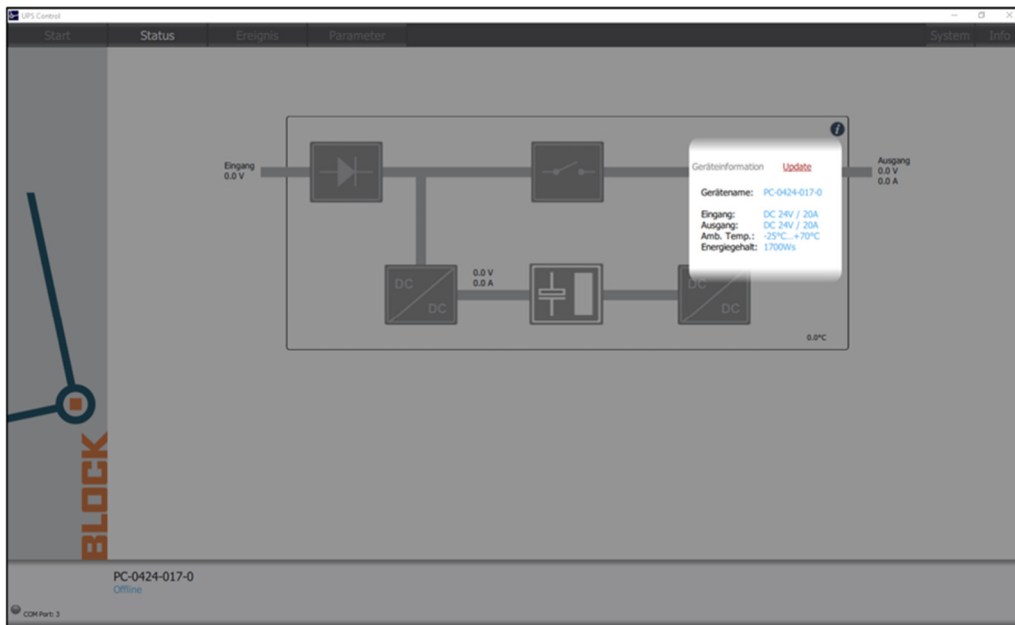 UPS Control
Start Status Ereignis Parameter System Info
Eingang
0.0 V
Ausgang
0.0 V
0.0 A
Geräteinformation Update
Gerätename: PC-0424-017-0
Eingang: DC 24V / 20A
Ausgang: DC 24V / 20A
Amb. Temp.: -25°C...+70°C
Energiegehalt: 1700Ws
DC
DC
0.0 V
0.0 A
DC
DC
0.0°C
BLOCK
PC-0424-017-0
Offline
COM Port: 3